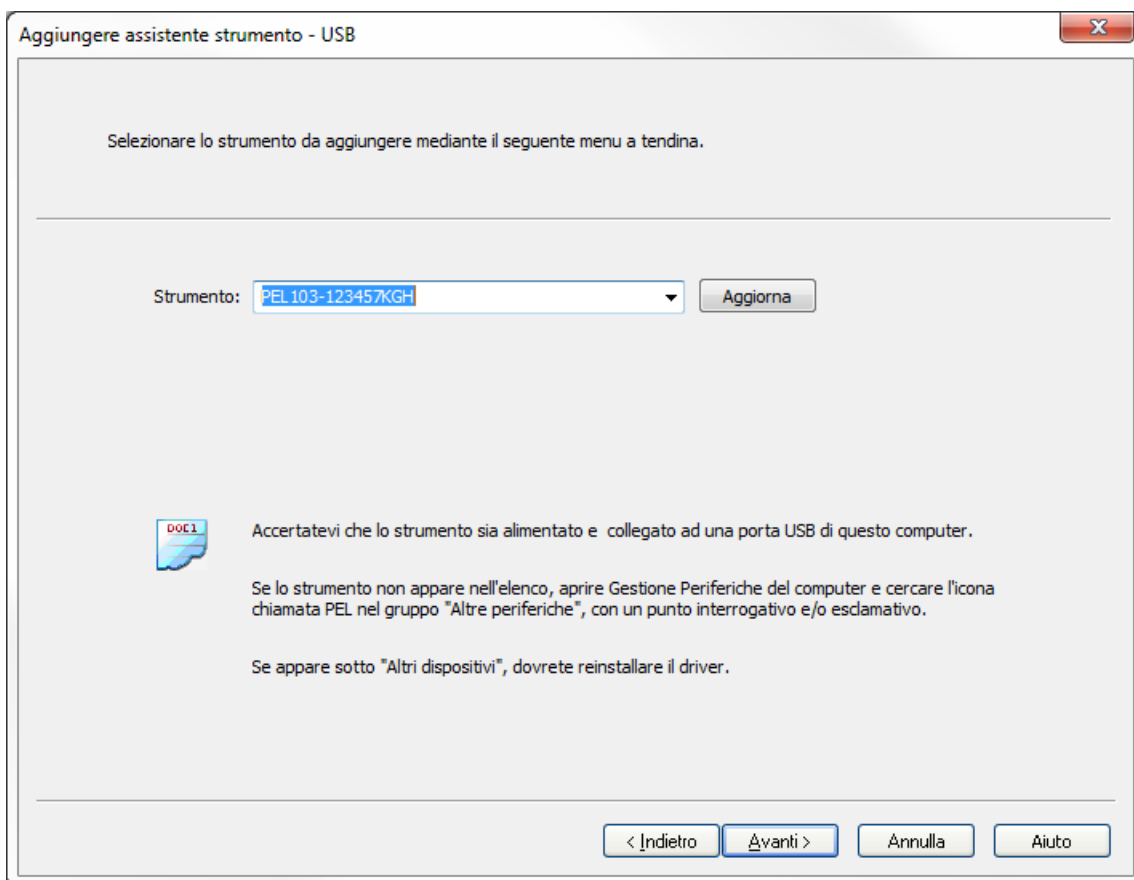 Aggiungere assistente strumento - USB
Selezionare lo strumento da aggiungere mediante il seguente menu a tendina.
Strumento: PEL103-123457KGH Aggiorna
DOE1
Accertatevi che lo strumento sia alimentato e  collegato ad una porta USB di questo computer.
Se lo strumento non appare nell'elenco, aprire Gestione Periferiche del computer e cercare l'icona
chiamata PEL nel gruppo "Altre periferiche", con un punto interrogativo e/o esclamativo.
Se appare sotto "Altri dispositivi", dovrete reinstallare il driver.
< Indietro Avanti > Annulla Aiuto